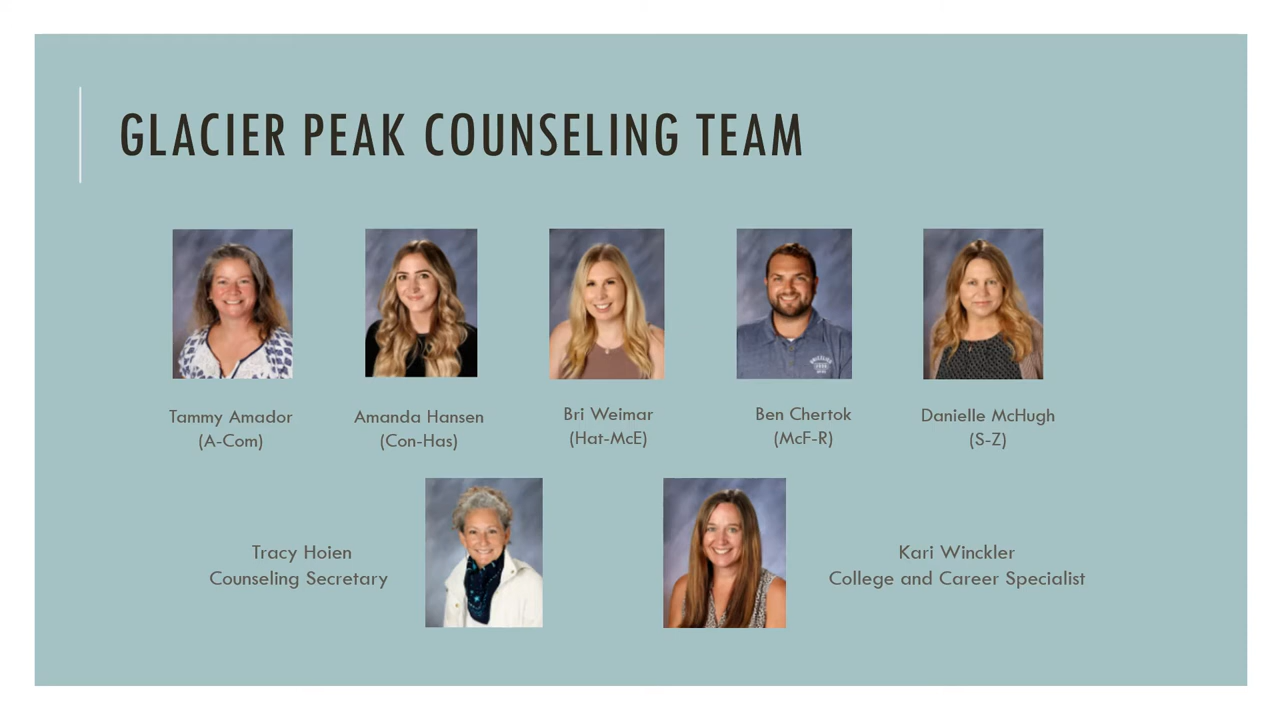 GLACIER PEAK COUNSELING TEAM
Tammy Amador
(A-Com)
Amanda Hansen
(Con-Has)
Bri Weimar
(Hat-McE)
Ben Chertok
(McF-R)
Danielle McHugh
(S-Z)
Tracy Hoien
Counseling Secretary
Kari Winckler
College and Career Specialist